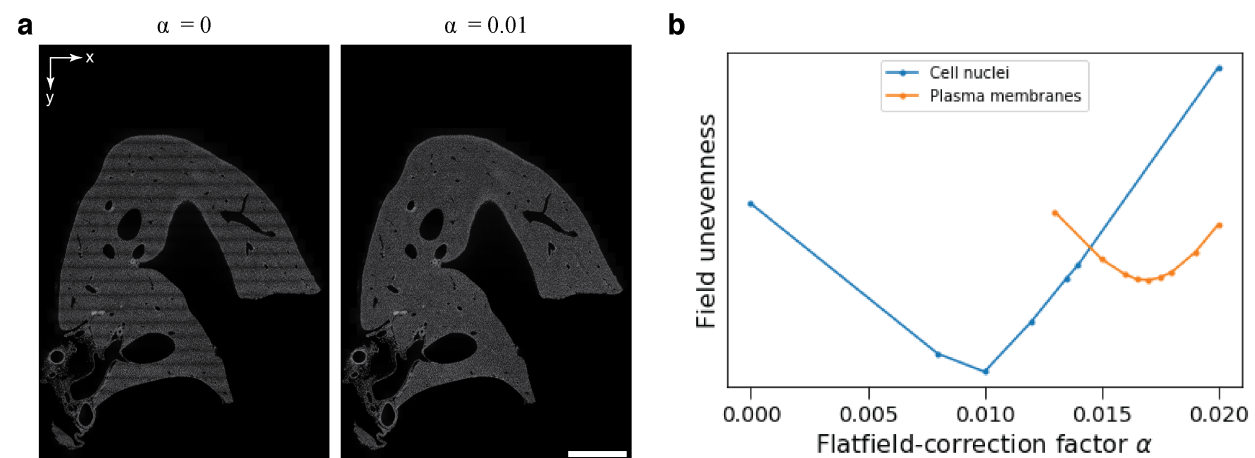 a
α = 0
α = 0.01
x
y
b
Cell nuclei
Plasma membranes
Field unevenness
0.000 0.005 0.010 0.015 0.020
Flatfield-correction factor α